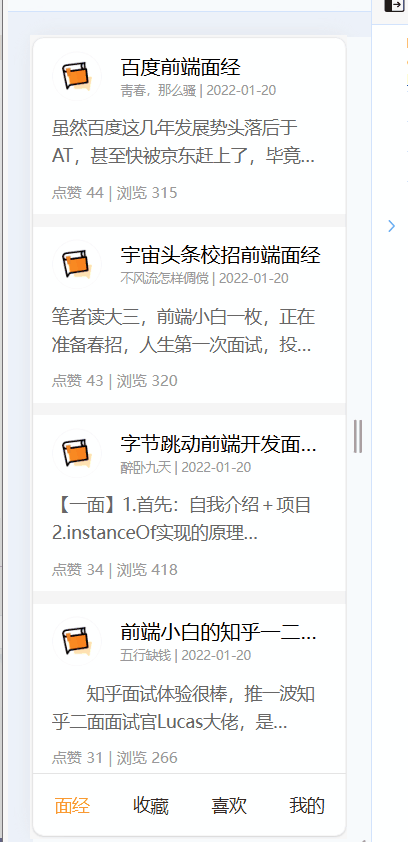 百度前端面经
青春，那么骚 | 2022-01-20
虽然百度这几年发展势头落后于
AT，甚至快被京东赶上了，毕竟...
点赞 44 | 浏览 315
宇宙头条校招前端面经
不风流怎样倜傥 | 2022-01-20
笔者读大三，前端小白一枚，正在
准备春招，人生第一次面试，投...
点赞 43 | 浏览 320
字节跳动前端开发面...
醉卧九天 | 2022-01-20
【一面】1.首先：自我介绍 + 项目
2.instanceOf实现的原理...
点赞 34 | 浏览 418
前端小白的知乎一二...
五行缺钱 | 2022-01-20
知乎面试体验很棒，推一波知
乎二面面试官Lucas大佬，是...
点赞 31 | 浏览 266
面经 收藏 喜欢 我的